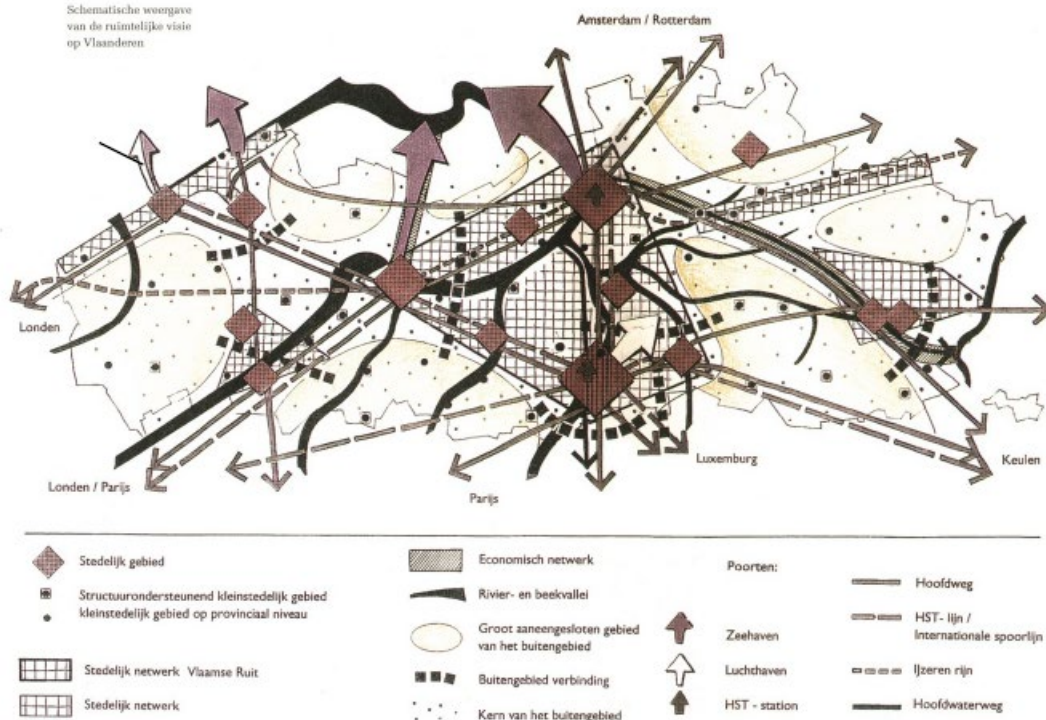 Schematische weergave
van de ruimtelijke visie
op Vlaanderen
Amsterdam / Rotterdam
Londen
Londen / Parijs
Parijs
Luxemburg
Keulen
Stedelijk gebied
Structuurondersteunend kleinstedelijk gebied
kleinstedelijk gebied op provinciaal niveau
Stedelijk netwerk Vlaamse Ruit
Stedelijk netwerk
Economisch netwerk
Rivier- en beekvallei
Groot aaneengesloten gebied
van het buitengebied
Buitengebied verbinding
Kern van het buitengebied
Poorten:
Zeehaven
Luchthaven
HST - station
Hoofdweg
HST- lijn /
Internationale spoorlijn
IJzeren rijn
Hoofdwaterweg